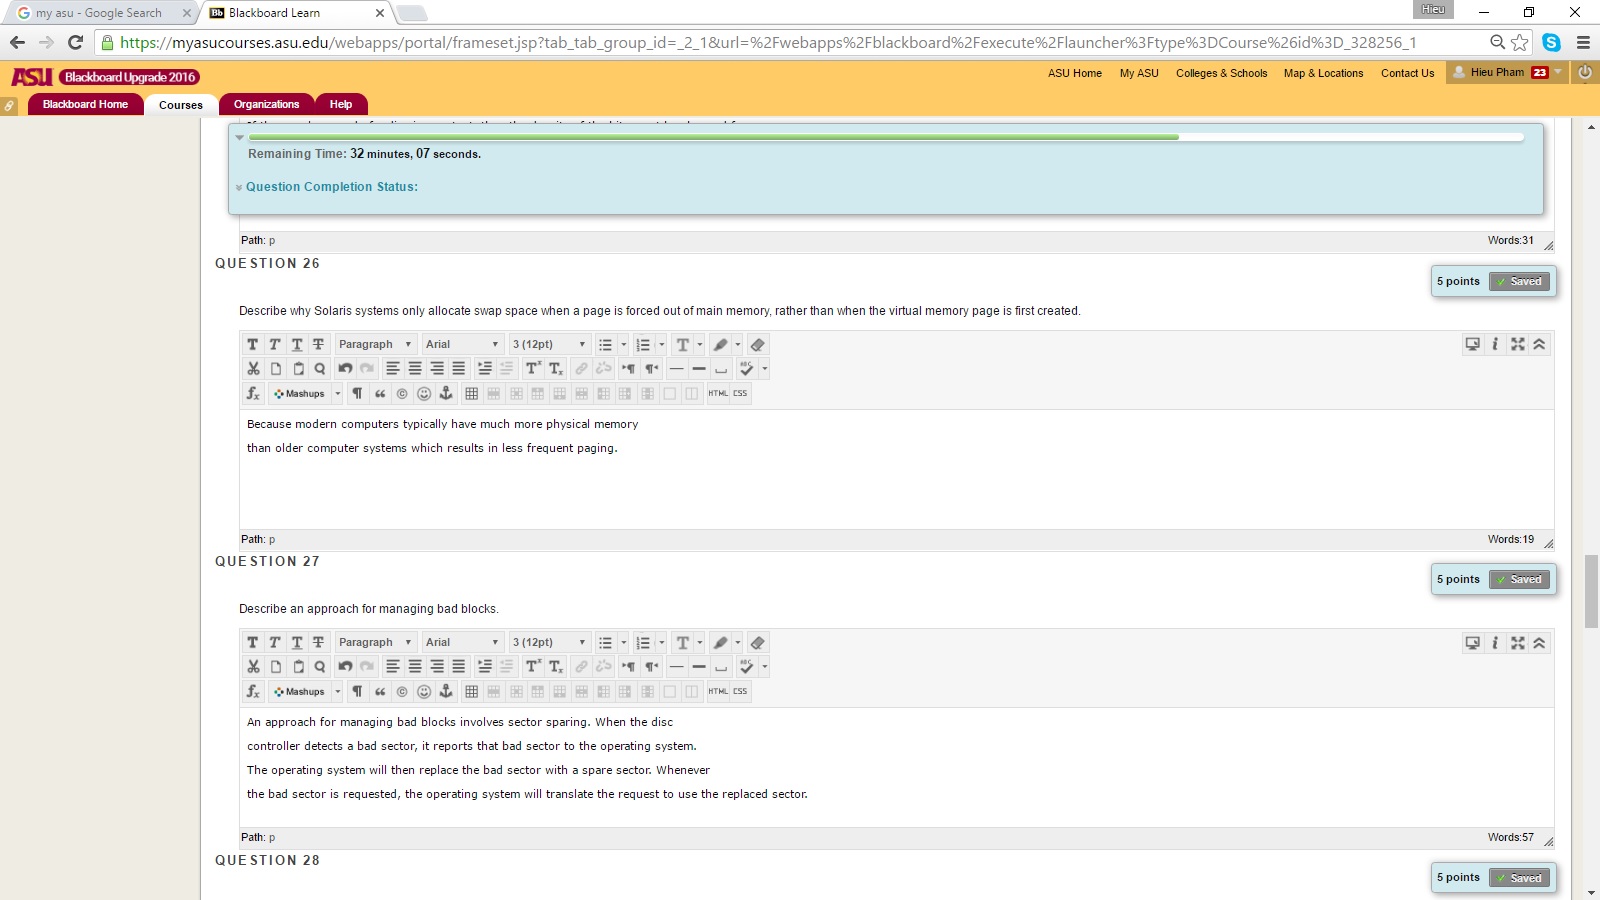 my asu - Google Search
Blackboard Learn
Hieu
https://myasucourses.asu.edu/webapps/portal/frameset.jsp?tab_tab_group_id=_2_1&url=%2Fwebapps%2Fblackboard%2Fexecute%2Flauncher%3Ftype%3DCourse%26id%3D_328256_1
ASU Blackboard Upgrade 2016
ASU Home My ASU Colleges & Schools Map & Locations Contact Us Hieu Pham 23
Blackboard Home Courses Organizations Help
Remaining Time: 32 minutes, 07 seconds.
Question Completion Status:
Path: p Words:31
QUESTION 26
5 points Saved
Describe why Solaris systems only allocate swap space when a page is forced out of main memory, rather than when the virtual memory page is first created.
T T T T Paragraph Arial 3 (12pt) T
Mashups HTML CSS
Because modern computers typically have much more physical memory
than older computer systems which results in less frequent paging.
Path: p Words:19
QUESTION 27
5 points Saved
Describe an approach for managing bad blocks.
T T T T Paragraph Arial 3 (12pt) T
Mashups HTML CSS
An approach for managing bad blocks involves sector sparing. When the disc
controller detects a bad sector, it reports that bad sector to the operating system.
The operating system will then replace the bad sector with a spare sector. Whenever
the bad sector is requested, the operating system will translate the request to use the replaced sector.
Path: p Words:57
QUESTION 28
5 points Saved